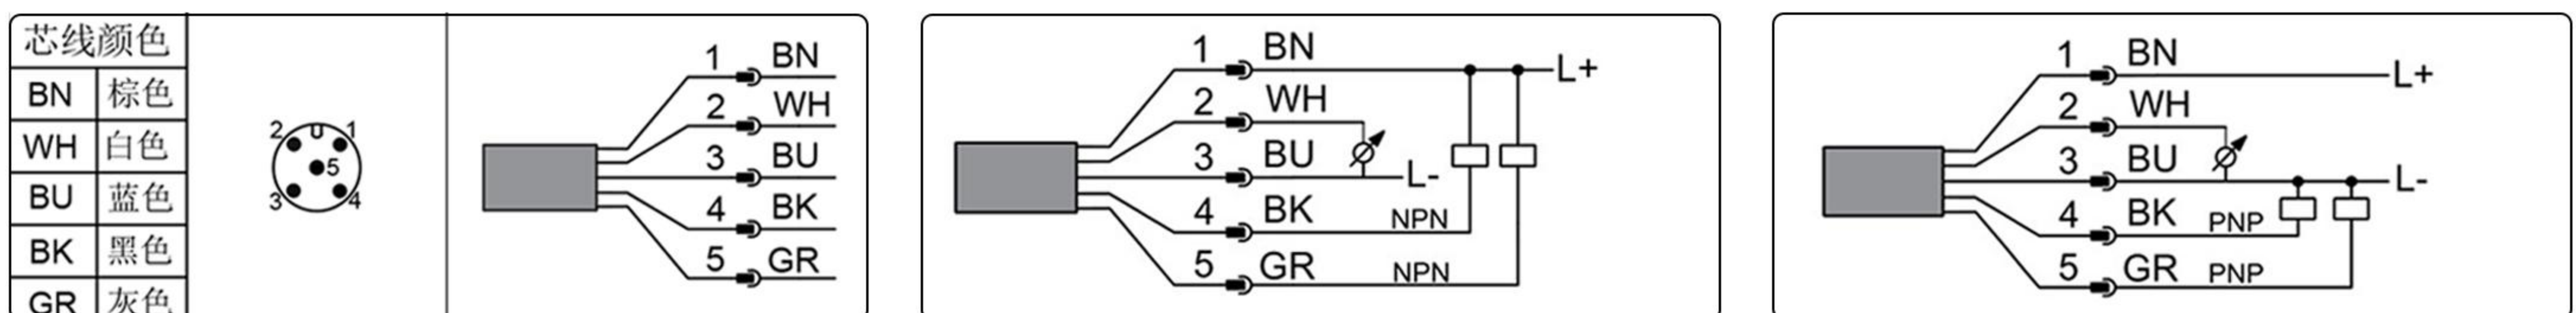 芯线颜色
BN 棕色
WH 白色
BU 蓝色
BK 黑色
GR 灰色
2 U 1
5
3 4
1 BN
2 WH
3 BU
4 BK
5 GR
1 BN L+
2 WH
3 BU L-
4 BK NPN
5 GR NPN
1 BN L+
2 WH
3 BU L-
4 BK PNP
5 GR PNP